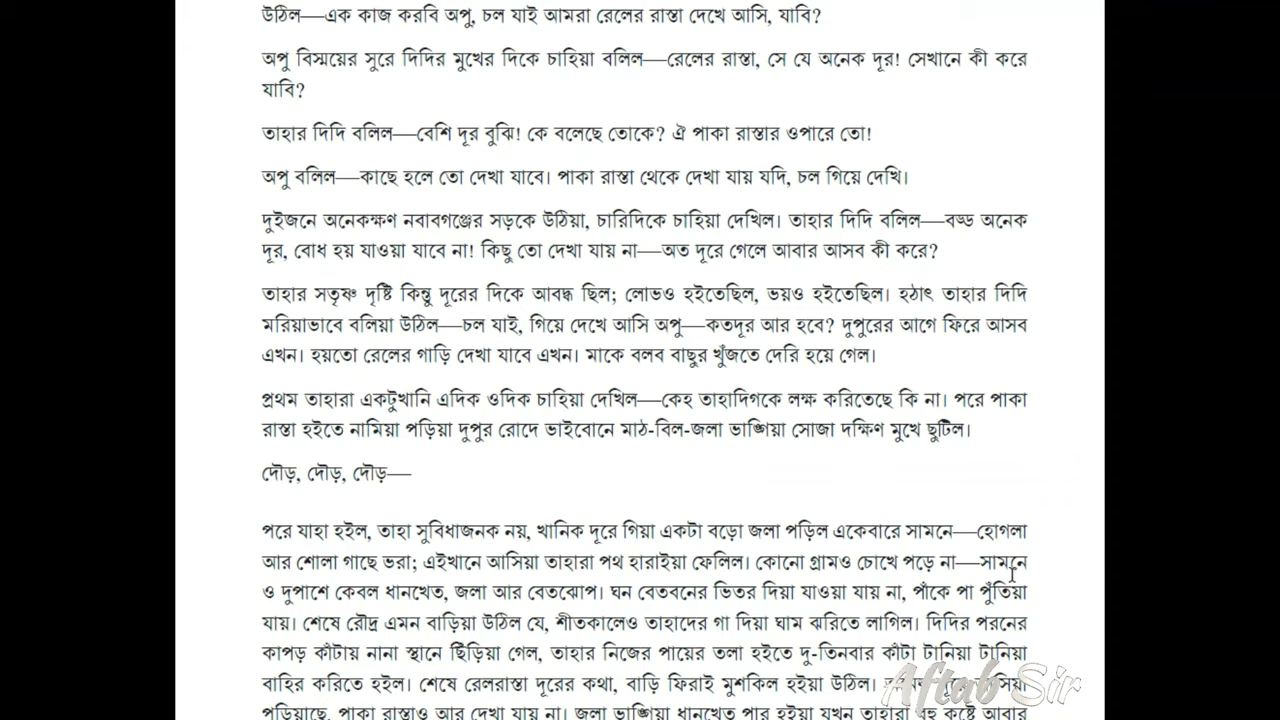 উঠিল—এক কাজ করবি অপু, চল যাই আমরা রেলের রাস্তা দেখে আসি, যাবি?
অপু বিস্ময়ের সুরে দিদির মুখের দিকে চাহিয়া বলিল—রেলের রাস্তা, সে যে অনেক দূর! সেখানে কী করে
যাবি?
তাহার দিদি বলিল—বেশি দূর বুঝি! কে বলেছে তোকে? ঐ পাকা রাস্তার ওপারে তো!
অপু বলিল—কাছে হলে তো দেখা যাবে। পাকা রাস্তা থেকে দেখা যায় যদি, চল গিয়ে দেখি।
দুইজনে অনেকক্ষণ নবাবগঞ্জের সড়কে উঠিয়া, চারিদিকে চাহিয়া দেখিল। তাহার দিদি বলিল—বড্ড অনেক
দূর, বোধ হয় যাওয়া যাবে না! কিছু তো দেখা যায় না—অত দূরে গেলে আবার আসব কী করে?
তাহার সতৃষ্ণ দৃষ্টি কিন্তু দূরের দিকে আবদ্ধ ছিল; লোভও হইতেছিল, ভয়ও হইতেছিল। হঠাৎ তাহার দিদি
মরিয়াভাবে বলিয়া উঠিল—চল যাই, গিয়ে দেখে আসি অপু—কতদূর আর হবে? দুপুরের আগে ফিরে আসব
এখন। হয়তো রেলের গাড়ি দেখা যাবে এখন। মাকে বলব বাছুর খুঁজতে দেরি হয়ে গেল।
প্রথম তাহারা একটুখানি এদিক ওদিক চাহিয়া দেখিল—কেহ তাহাদিগকে লক্ষ করিতেছে কি না। পরে পাকা
রাস্তা হইতে নামিয়া পড়িয়া দুপুর রোদে ভাইবোনে মাঠ-বিল-জলা ভাঙ্গিয়া সোজা দক্ষিণ মুখে ছুটিল।
দৌড়, দৌড়, দৌড়—
পরে যাহা হইল, তাহা সুবিধাজনক নয়, খানিক দূরে গিয়া একটা বড়ো জলা পড়িল একেবারে সামনে—হোগলা
আর শোলা গাছে ভরা; এইখানে আসিয়া তাহারা পথ হারাইয়া ফেলিল। কোনো গ্রামও চোখে পড়ে না—সামনে
ও দুপাশে কেবল ধানখেত, জলা আর বেতঝোপ। ঘন বেতবনের ভিতর দিয়া যাওয়া যায় না, পাঁকে পা পুঁতিয়া
যায়। শেষে রৌদ্র এমন বাড়িয়া উঠিল যে, শীতকালেও তাহাদের গা দিয়া ঘাম ঝরিতে লাগিল। দিদির পরনের
কাপড় কাঁটায় নানা স্থানে ছিঁড়িয়া গেল, তাহার নিজের পায়ের তলা হইতে দু-তিনবার কাঁটা টানিয়া টানিয়া
বাহির করিতে হইল। শেষে রেলরাস্তা দূরের কথা, বাড়ি ফিরাই মুশকিল হইয়া উঠিল।
পড়িয়াছে, পাকা রাস্তাও আর দেখা যায় না। জলা ভাঙ্গিয়া ধানখেত পার হইয়া যখন তাহারা বহু কষ্টে আবার
Aftab Sir